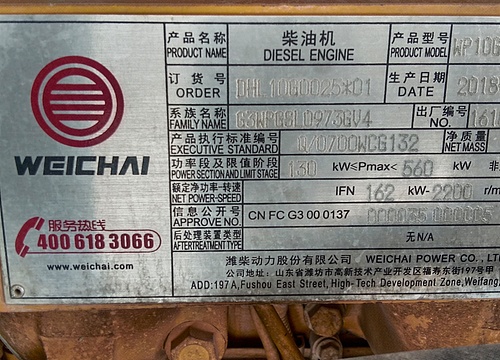 产品名称 柴油机 产品型号 WP10G
PRODUCT NAME DIESEL ENGINE PRODUCT MODEL
订货号 DHL10G0025*01 生产日期 2018
ORDER DATE
系族名称 出厂编号 1618
FAMILY NAME NO
产品执行标准编号 Q/0700WCG132 净质量
EXECUTIVE STANDARD NET MASS
功率段及限值阶段 130 kW≤Pmax< 560 kW
POWER SECTION AND LIMIT STAGE
额定净功率-转速 IFN 162 kW- 2200 r/mi
NET POWER-SPEED
信息公开号 CN FC G3 00 0137
APPROVE NO.
后处理装置类型 无N/A
AFTERTREATMENT TYPE
潍柴动力股份有限公司 WEICHAI POWER CO., LT
公司地址:山东省潍坊市高新技术产业开发区福寿东街197号甲
ADD:197 A,Fushou East Street, High-Tech Development Zone,Weifang,
WEICHAI
服务热线
400 618 3066
www.weichai.com